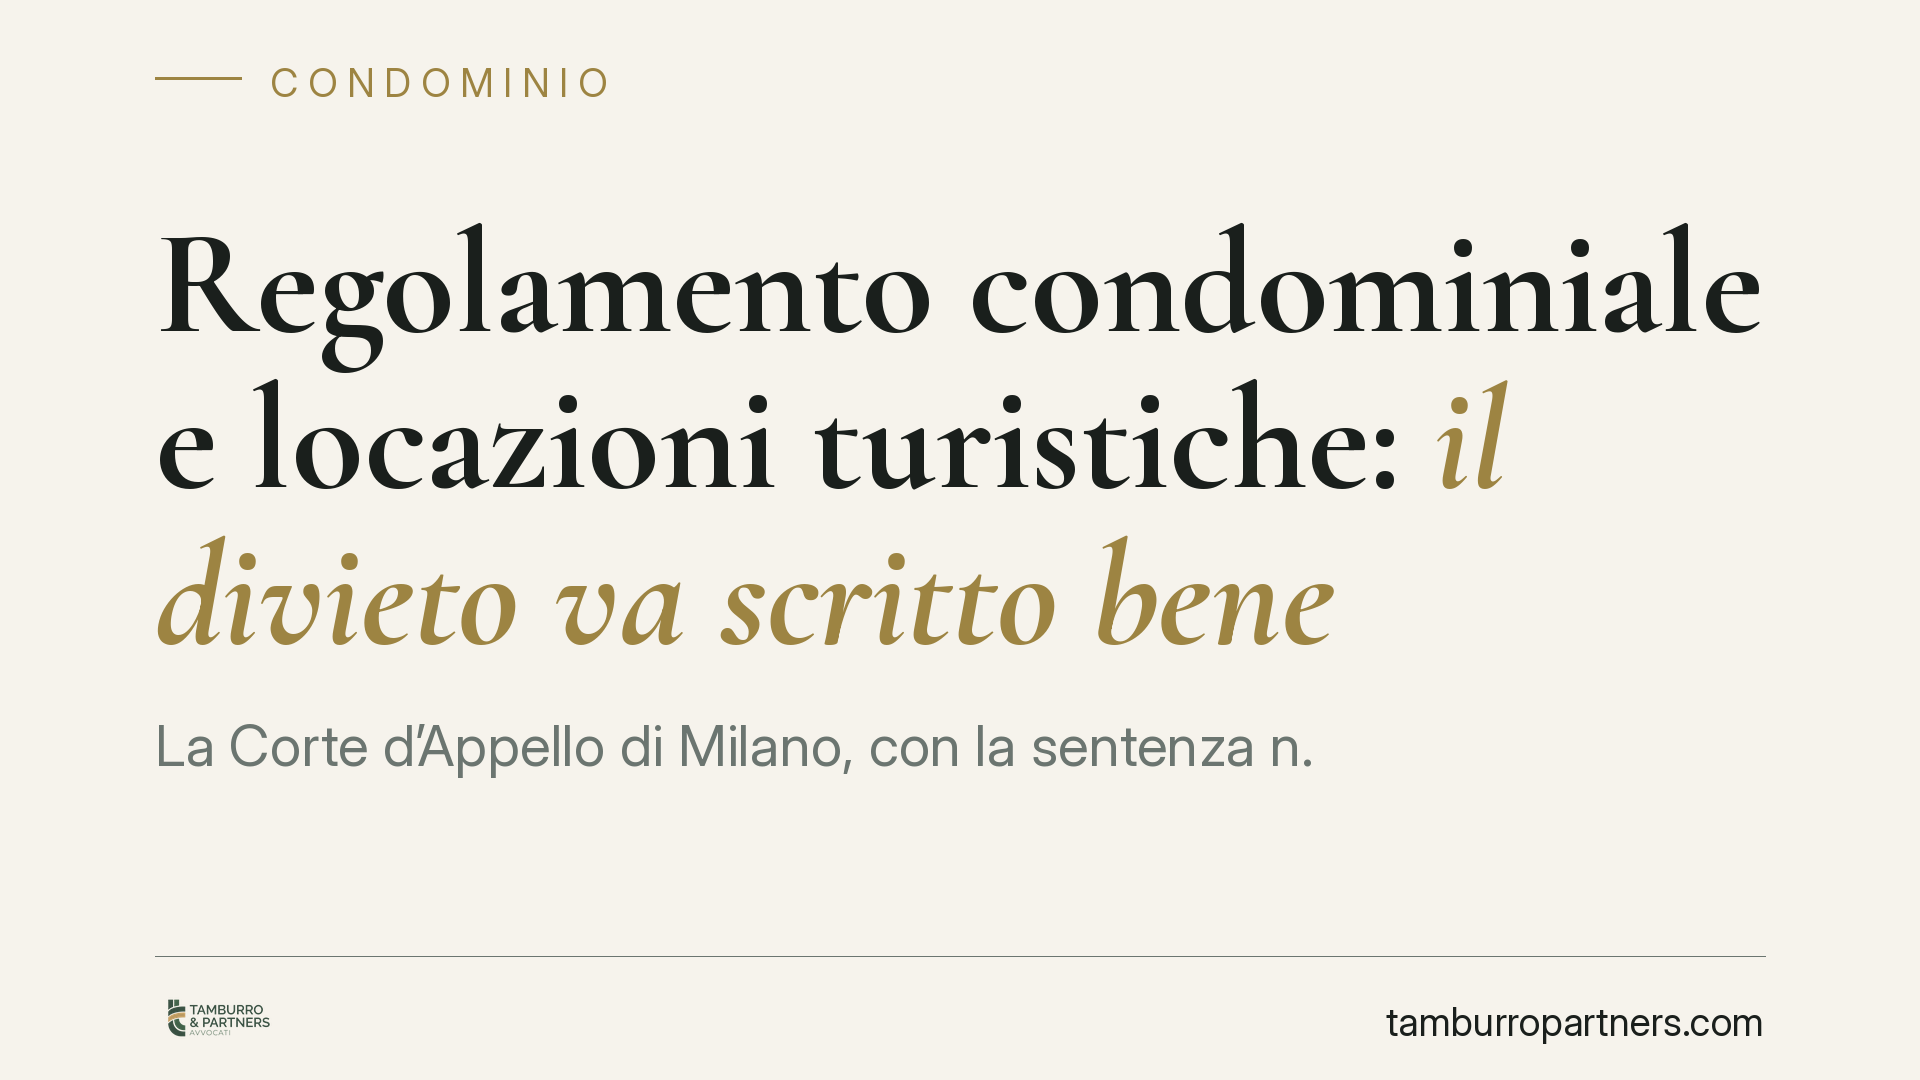 CONDOMINIO
Regolamento condominiale
e locazioni turistiche: il
divieto va scritto bene
La Corte d’Appello di Milano, con la sentenza n.
TAMBURRO
& PARTNERS
AVVOCATI
tamburropartners.com